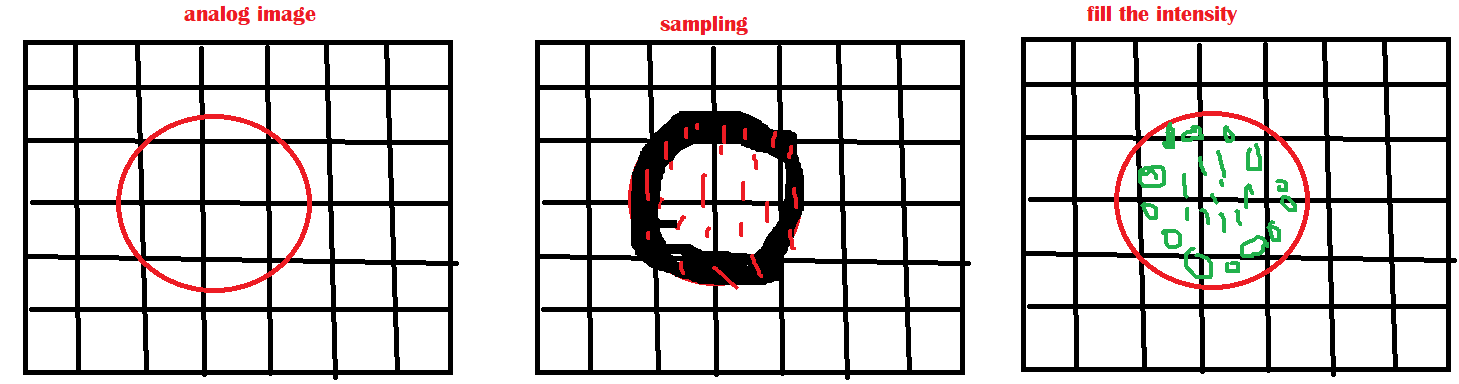 analog image
sampling
fill the intensity